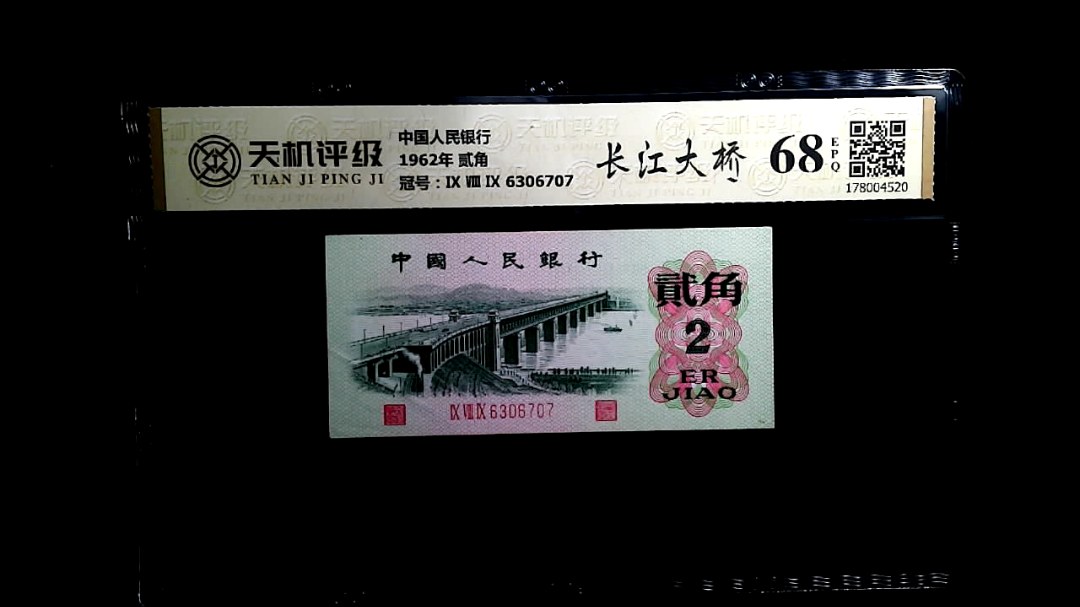 天机评级
TIAN JI PING JI
中国人民银行
1962年 贰角
冠号：Ⅸ Ⅷ Ⅸ 6306707
长江大桥
68
EPQ
178004520
中國人民銀行
貳角
2
ER
JIAO
Ⅸ Ⅷ Ⅸ 6306707